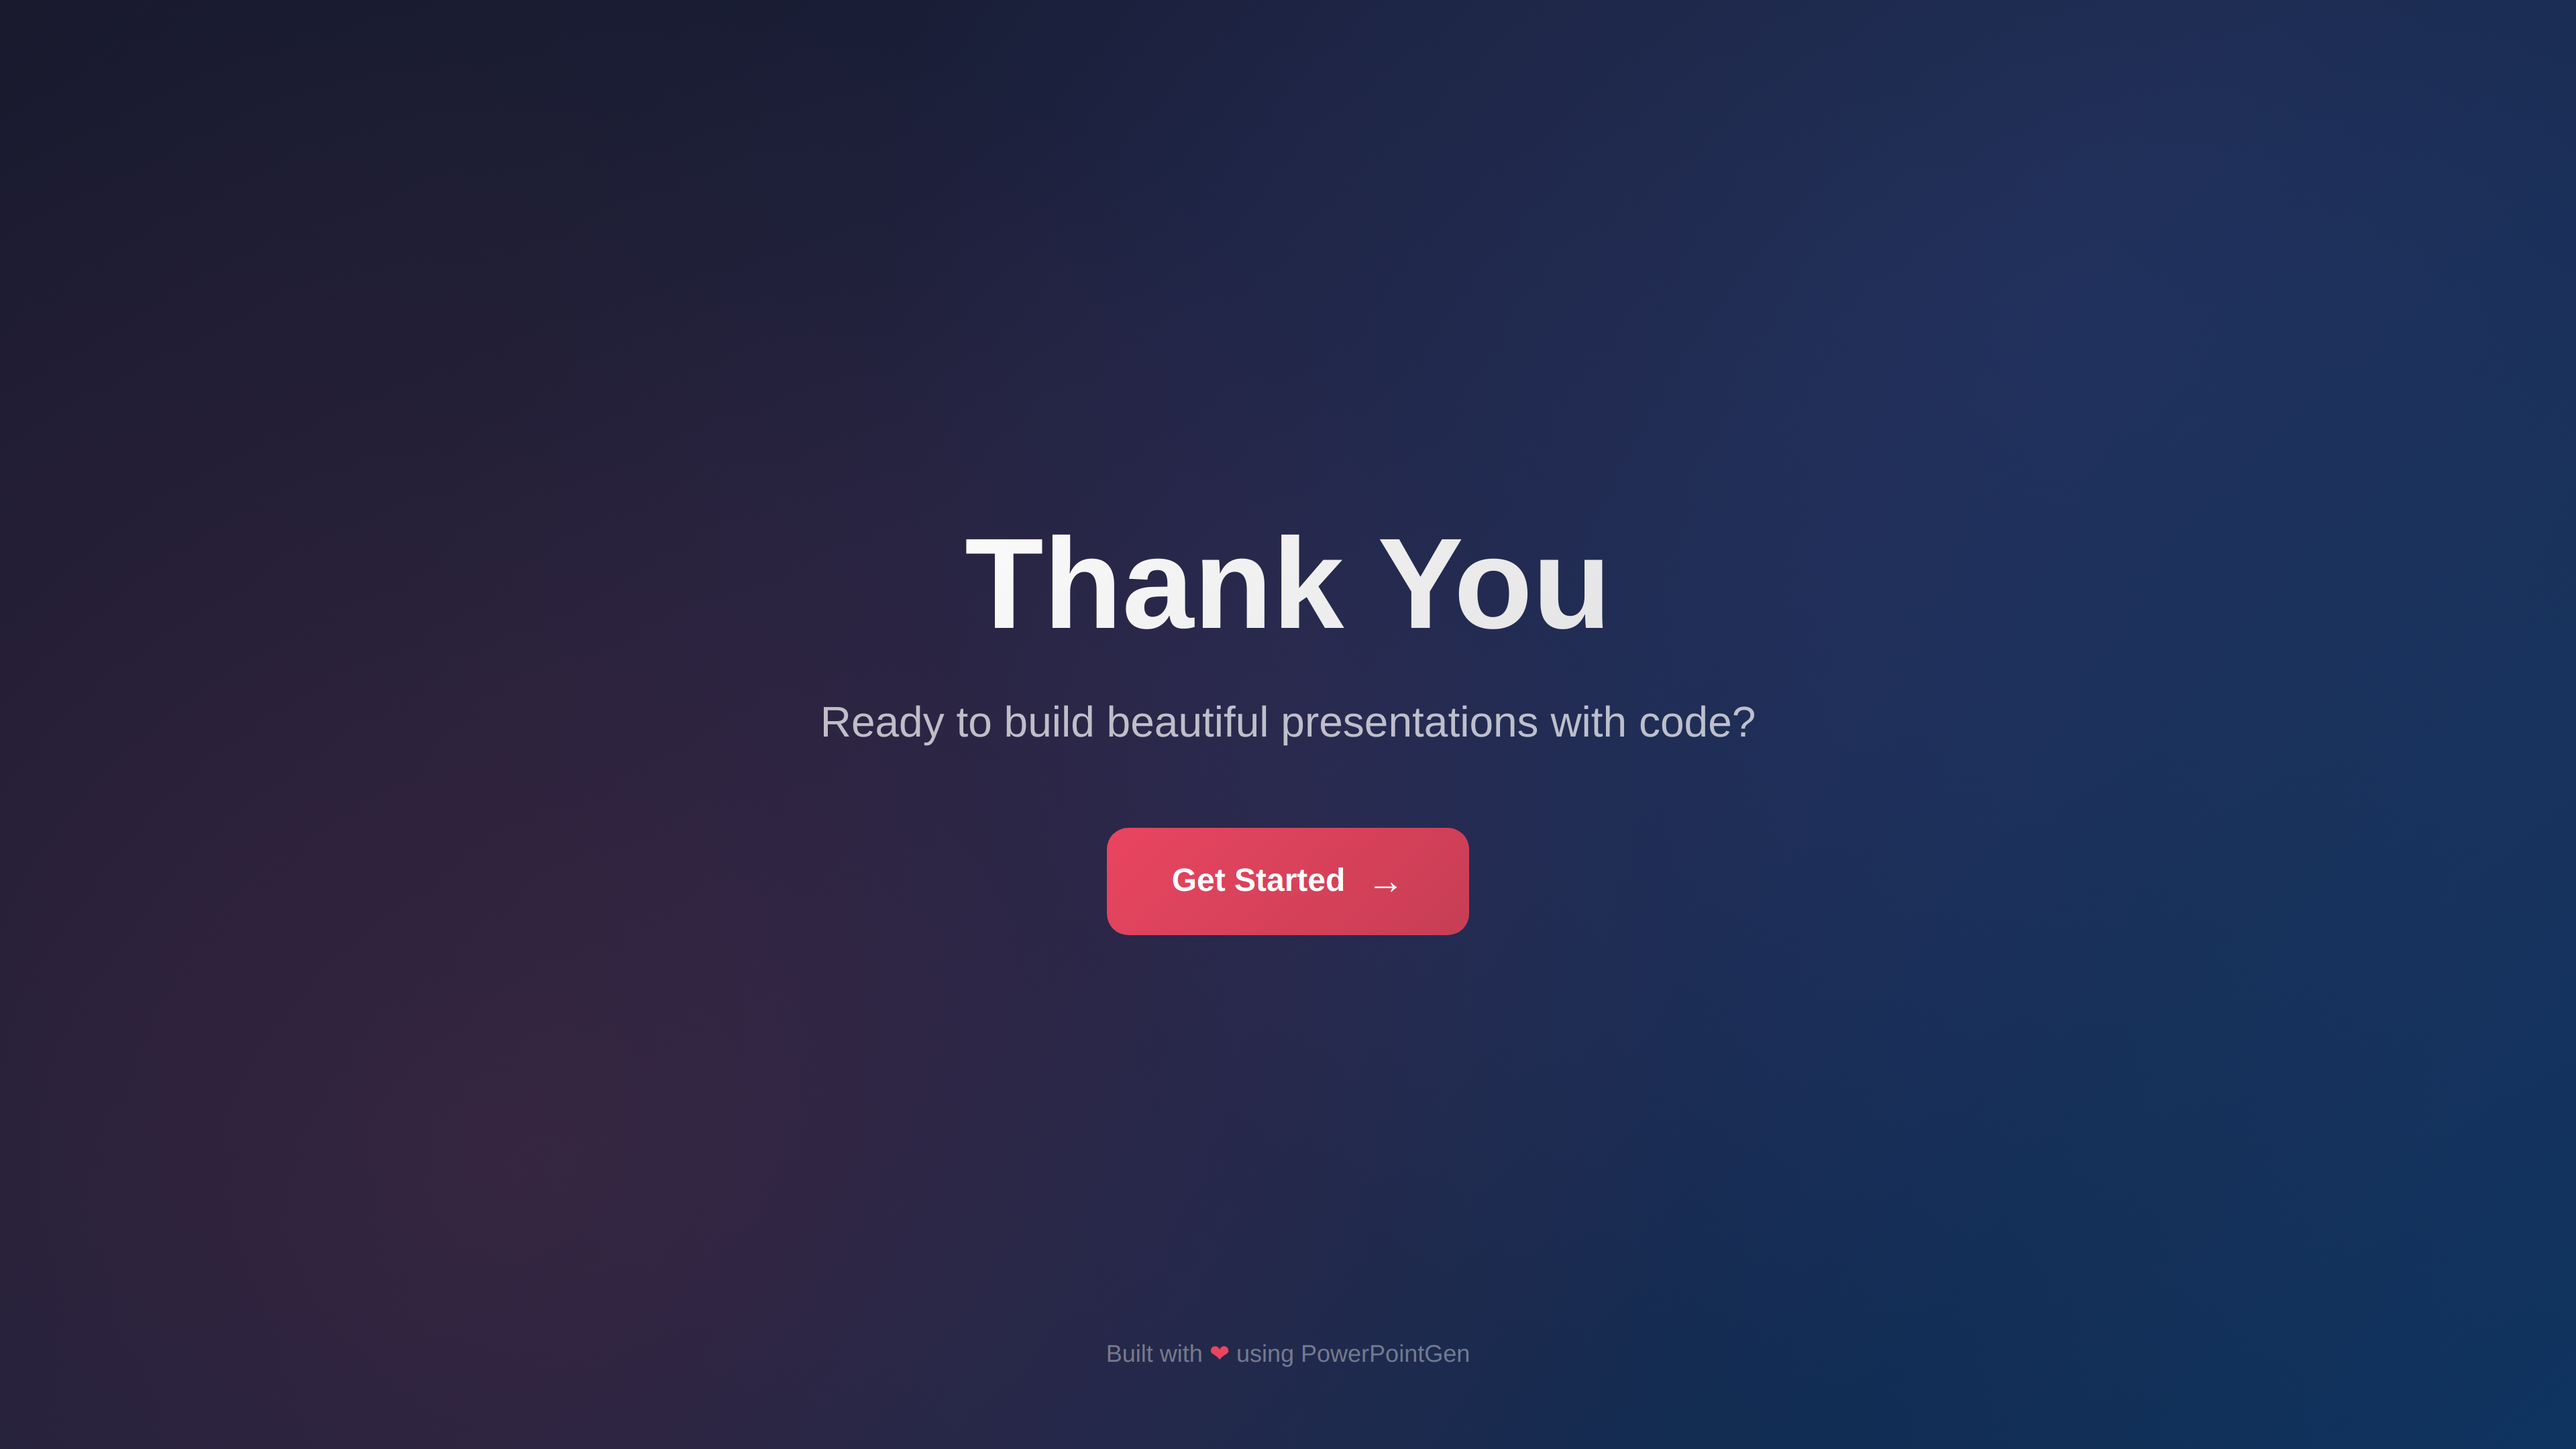 Thank You
Ready to build beautiful presentations with code?
Get Started →
Built with ❤ using PowerPointGen